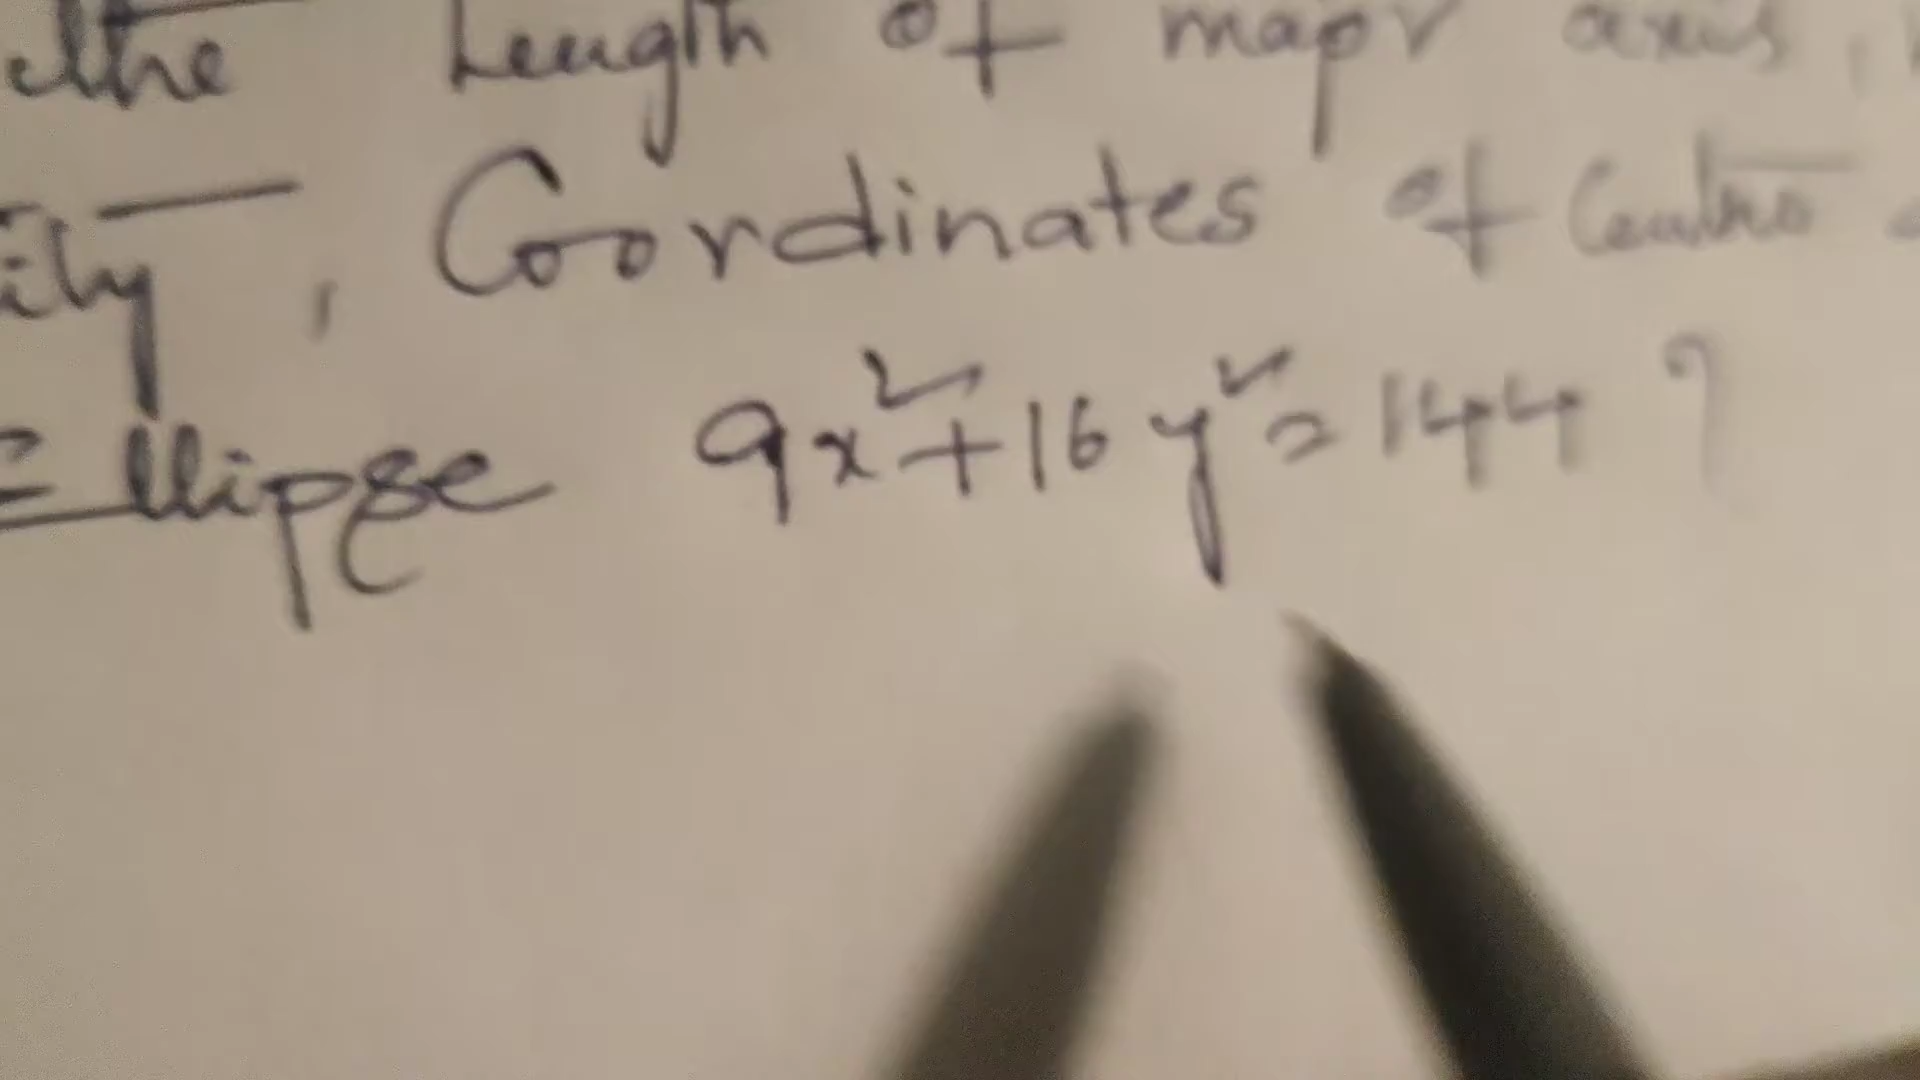 the Length of major axis,
ity, Coordinates of Centre
Ellipse 9x²+16y²=144?